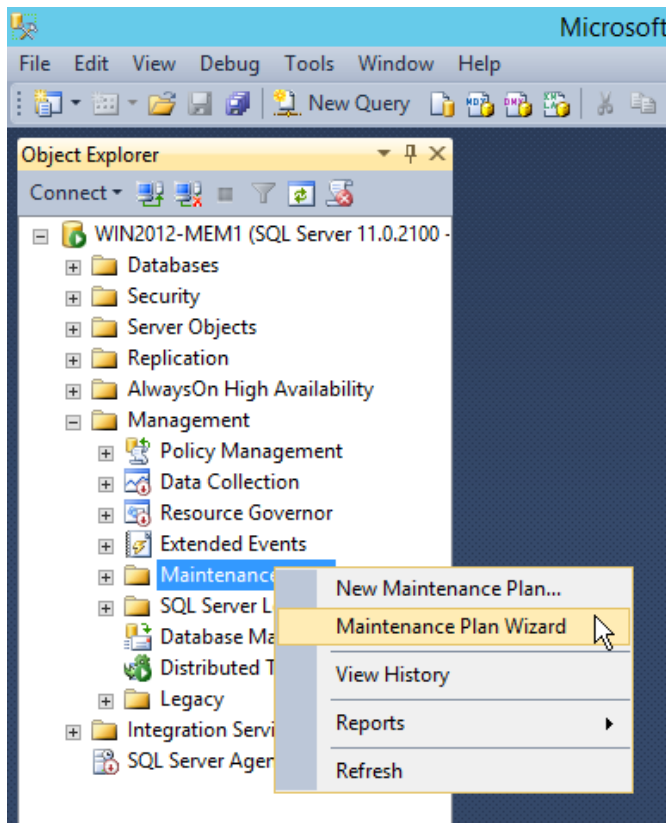 Microsoft
File Edit View Debug Tools Window Help
New Query
Object Explorer
Connect
WIN2012-MEM1 (SQL Server 11.0.2100 -
Databases
Security
Server Objects
Replication
AlwaysOn High Availability
Management
Policy Management
Data Collection
Resource Governor
Extended Events
Maintenance
SQL Server L
Database Ma
Distributed T
Legacy
Integration Servi
SQL Server Agen
New Maintenance Plan...
Maintenance Plan Wizard
View History
Reports
Refresh